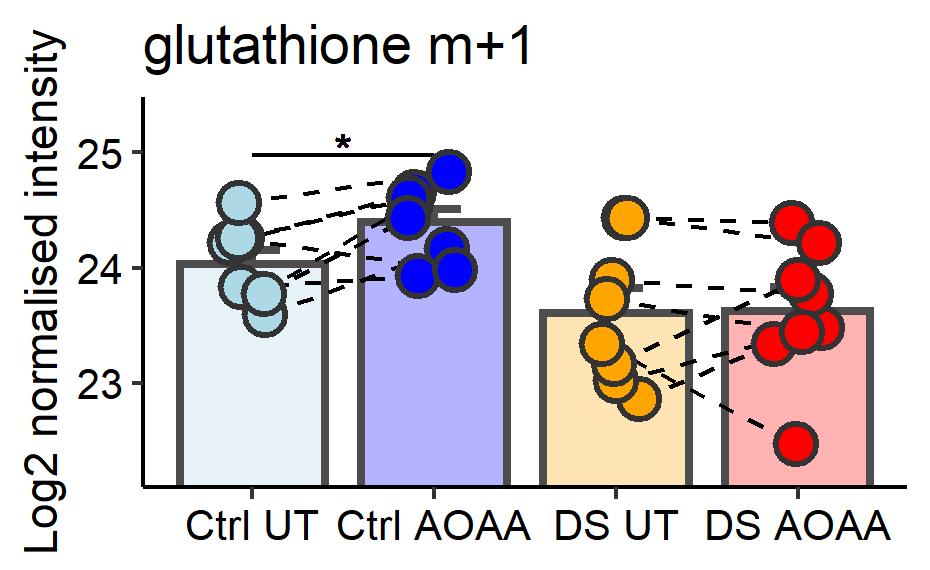 glutathione m+1
Log2 normalised intensity
25
24
23
*
Ctrl UT
Ctrl AOAA
DS UT
DS AOAA